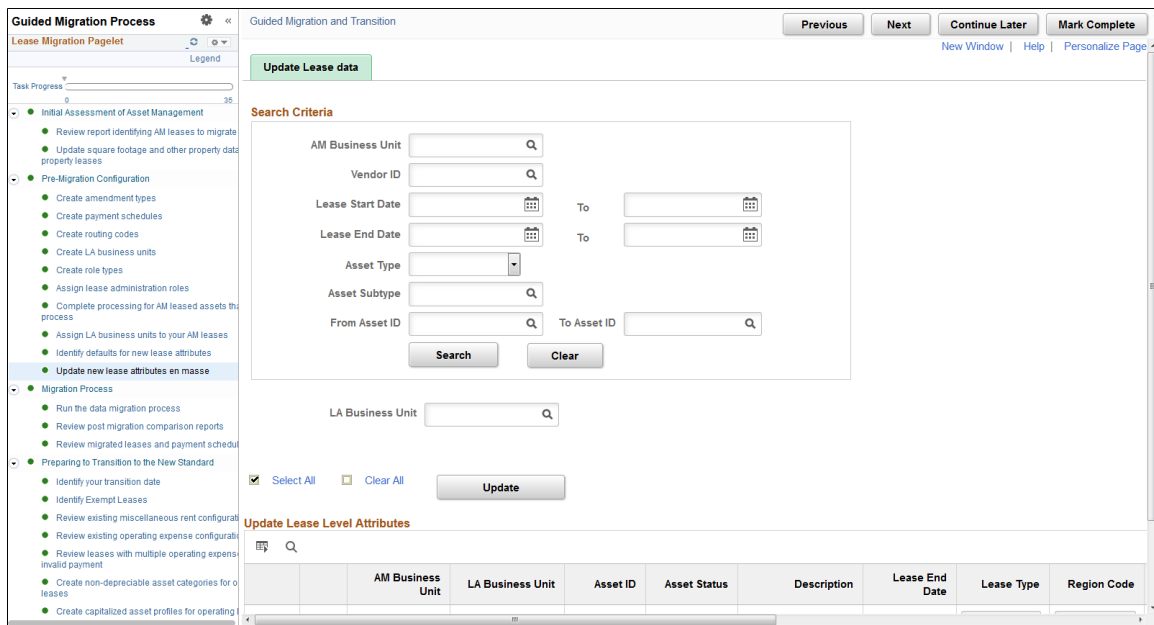 Guided Migration Process «
Lease Migration Pagelet
Legend
Task Progress
0 35
Initial Assessment of Asset Management
Review report identifying AM leases to migrate
Update square footage and other property data
property leases
Pre-Migration Configuration
Create amendment types
Create payment schedules
Create routing codes
Create LA business units
Create role types
Assign lease administration roles
Complete processing for AM leased assets tha
process
Assign LA business units to your AM leases
Identify defaults for new lease attributes
Update new lease attributes en masse
Migration Process
Run the data migration process
Review post migration comparison reports
Review migrated leases and payment schedul
Preparing to Transition to the New Standard
Identify your transition date
Identify Exempt Leases
Review existing miscellaneous rent configurati
Review existing operating expense configuratio
Review leases with multiple operating expense
invalid payment
Create non-depreciable asset categories for o
leases
Create capitalized asset profiles for operating l
Guided Migration and Transition
Previous Next Continue Later Mark Complete
New Window | Help | Personalize Page
Update Lease data
Search Criteria
AM Business Unit
Vendor ID
Lease Start Date To
Lease End Date To
Asset Type
Asset Subtype
From Asset ID To Asset ID
Search Clear
LA Business Unit
Select All Clear All Update
Update Lease Level Attributes
AM Business Unit LA Business Unit Asset ID Asset Status Description Lease End Date Lease Type Region Code